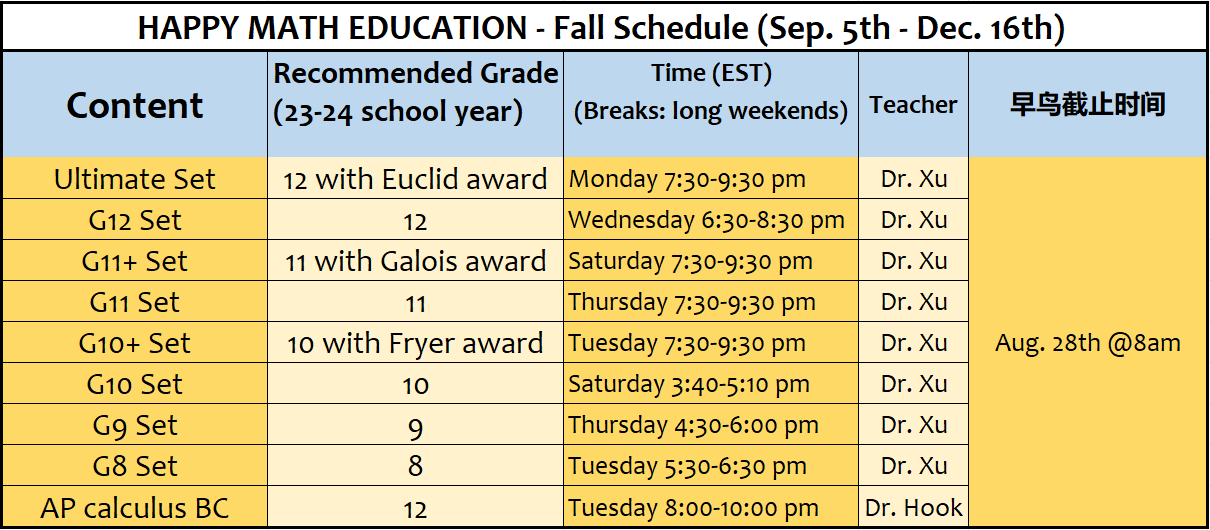 HAPPY MATH EDUCATION - Fall Schedule (Sep. 5th - Dec. 16th)
Content
Recommended Grade
(23-24 school year)
Time (EST)
(Breaks: long weekends)
Teacher
早鸟截止时间
Ultimate Set 12 with Euclid award Monday 7:30-9:30 pm Dr. Xu
G12 Set 12 Wednesday 6:30-8:30 pm Dr. Xu
G11+ Set 11 with Galois award Saturday 7:30-9:30 pm Dr. Xu
G11 Set 11 Thursday 7:30-9:30 pm Dr. Xu
G10+ Set 10 with Fryer award Tuesday 7:30-9:30 pm Dr. Xu
Aug. 28th @8am
G10 Set 10 Saturday 3:40-5:10 pm Dr. Xu
G9 Set 9 Thursday 4:30-6:00 pm Dr. Xu
G8 Set 8 Tuesday 5:30-6:30 pm Dr. Xu
AP calculus BC 12 Tuesday 8:00-10:00 pm Dr. Hook